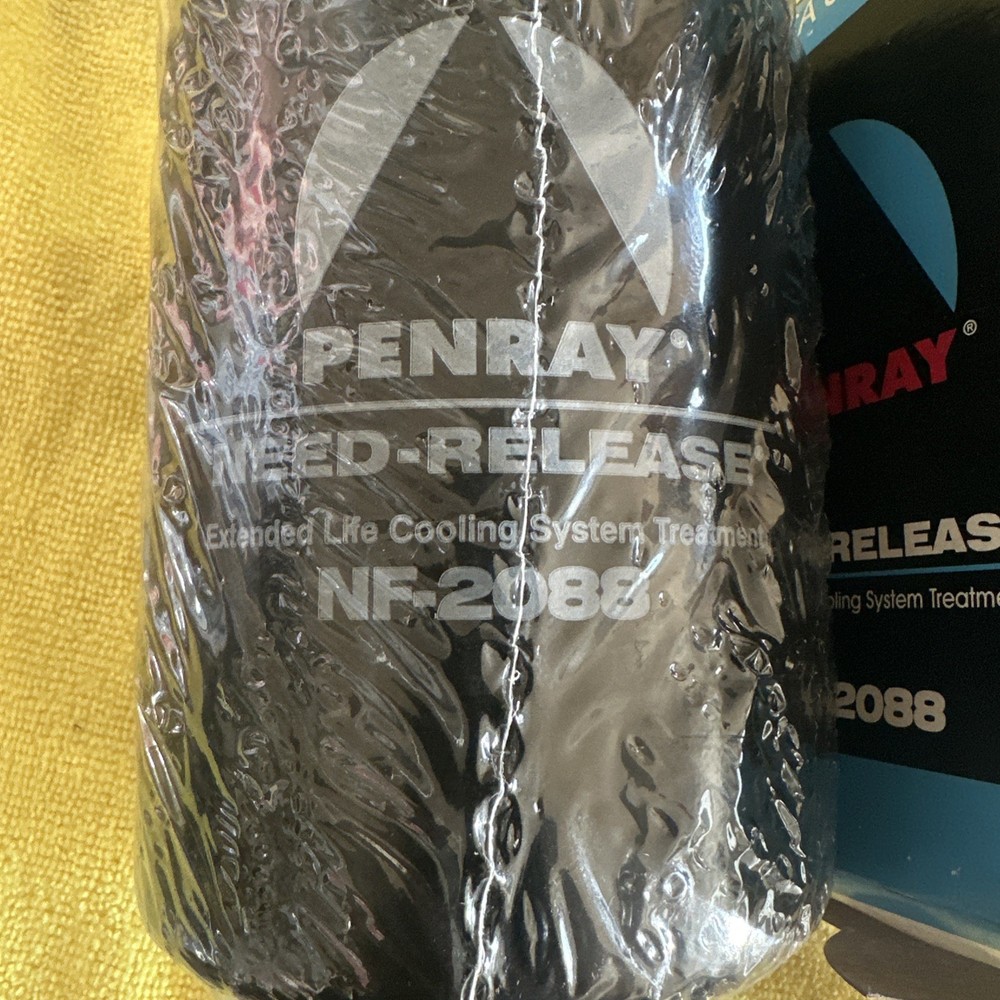 PENRAY®
NEED-RELEASE®
Extended Life Cooling System Treatment
NF-2088
NRAY®
RELEAS
oling System Treatme
2088